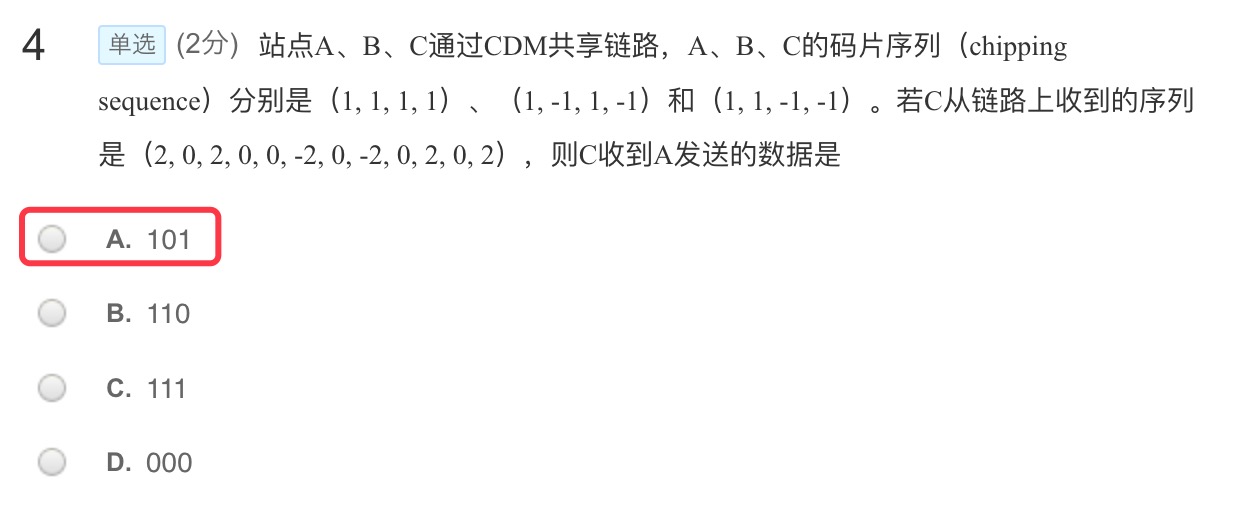 4 单选 (2分) 站点A、B、C通过CDM共享链路，A、B、C的码片序列（chipping
sequence）分别是（1, 1, 1, 1）、（1, -1, 1, -1）和（1, 1, -1, -1）。若C从链路上收到的序列
是（2, 0, 2, 0, 0, -2, 0, -2, 0, 2, 0, 2），则C收到A发送的数据是
A. 101
B. 110
C. 111
D. 000